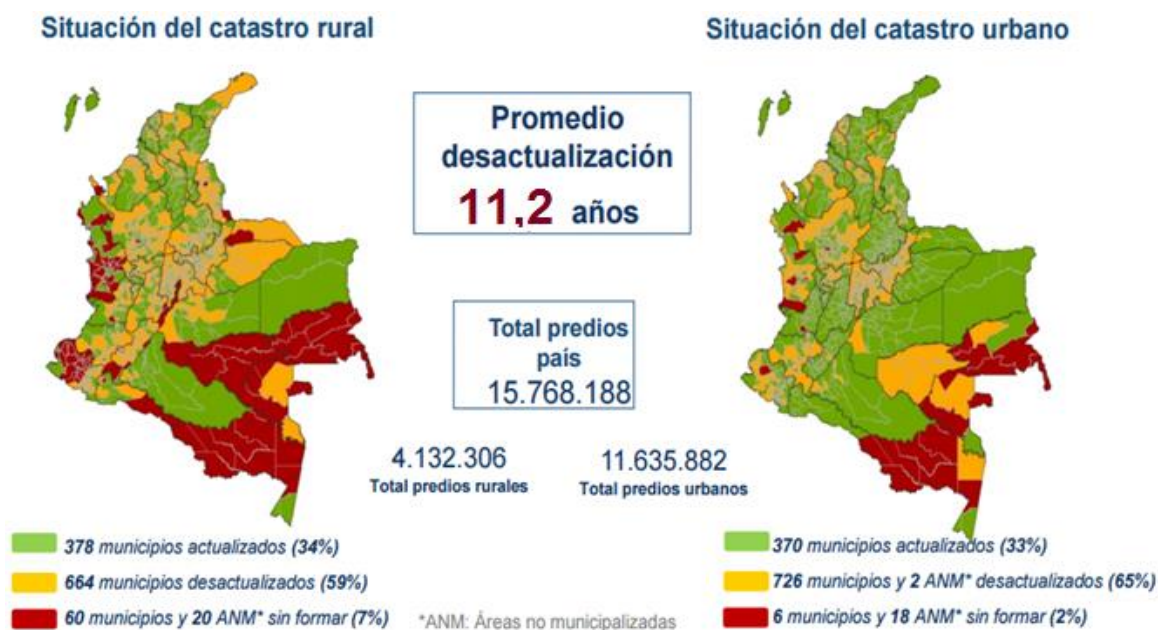 Situación del catastro rural
Situación del catastro urbano
Promedio
desactualización
11,2 años
Total predios
país
15.768.188
4.132.306
Total predios rurales
11.635.882
Total predios urbanos
378 municipios actualizados (34%)
664 municipios desactualizados (59%)
60 municipios y 20 ANM* sin formar (7%)
*ANM: Áreas no municipalizadas
370 municipios actualizados (33%)
726 municipios y 2 ANM* desactualizados (65%)
6 municipios y 18 ANM* sin formar (2%)